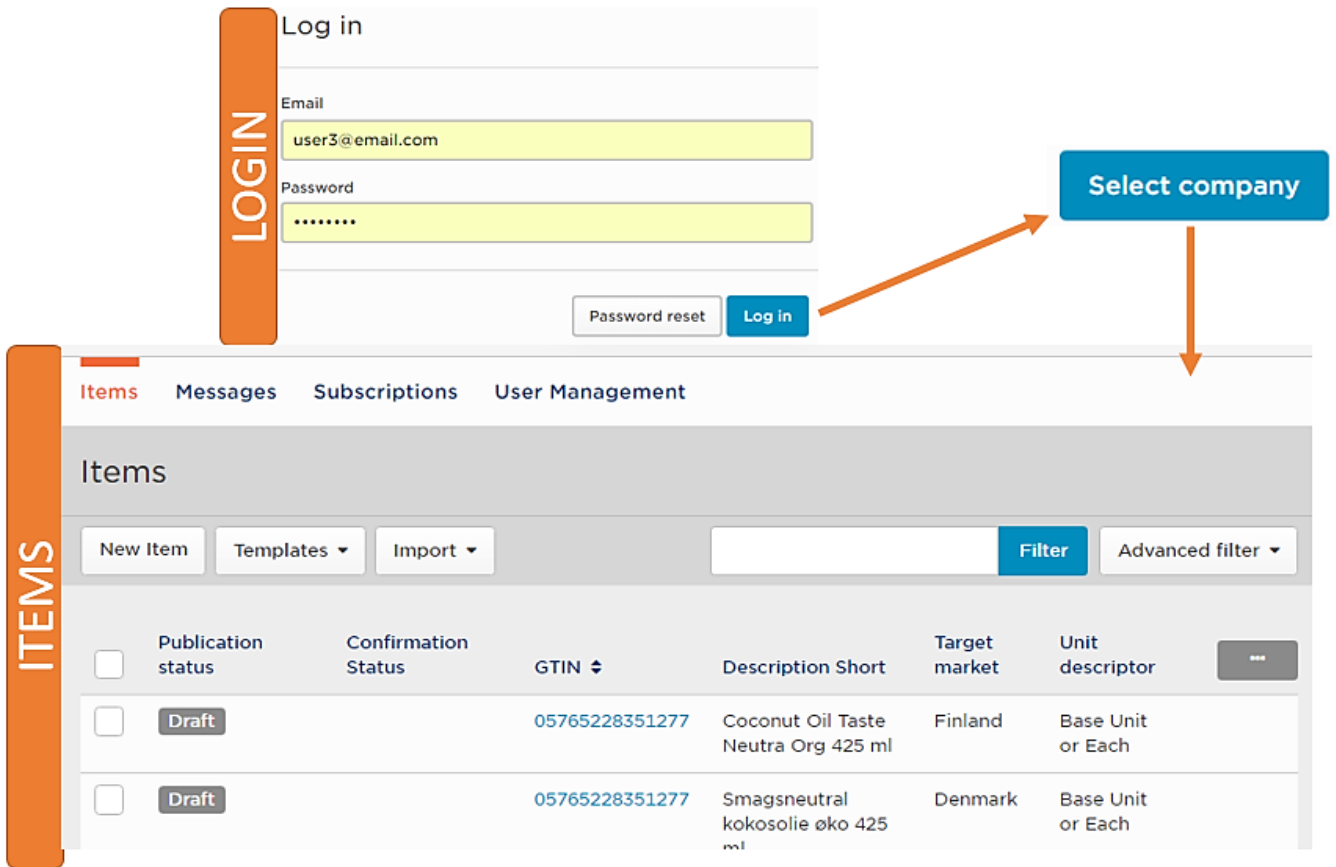 LOGIN
Log in
Email
user3@email.com
Password
••••••••
Password reset
Log in
Select company
ITEMS
Items Messages Subscriptions User Management
Items
New Item Templates Import Filter Advanced filter
Publication status
Confirmation Status
GTIN
Description Short
Target market
Unit descriptor
•••
Draft
05765228351277
Coconut Oil Taste
Neutra Org 425 ml
Finland
Base Unit
or Each
Draft
05765228351277
Smagsneutral
kokosolie øko 425
ml
Denmark
Base Unit
or Each